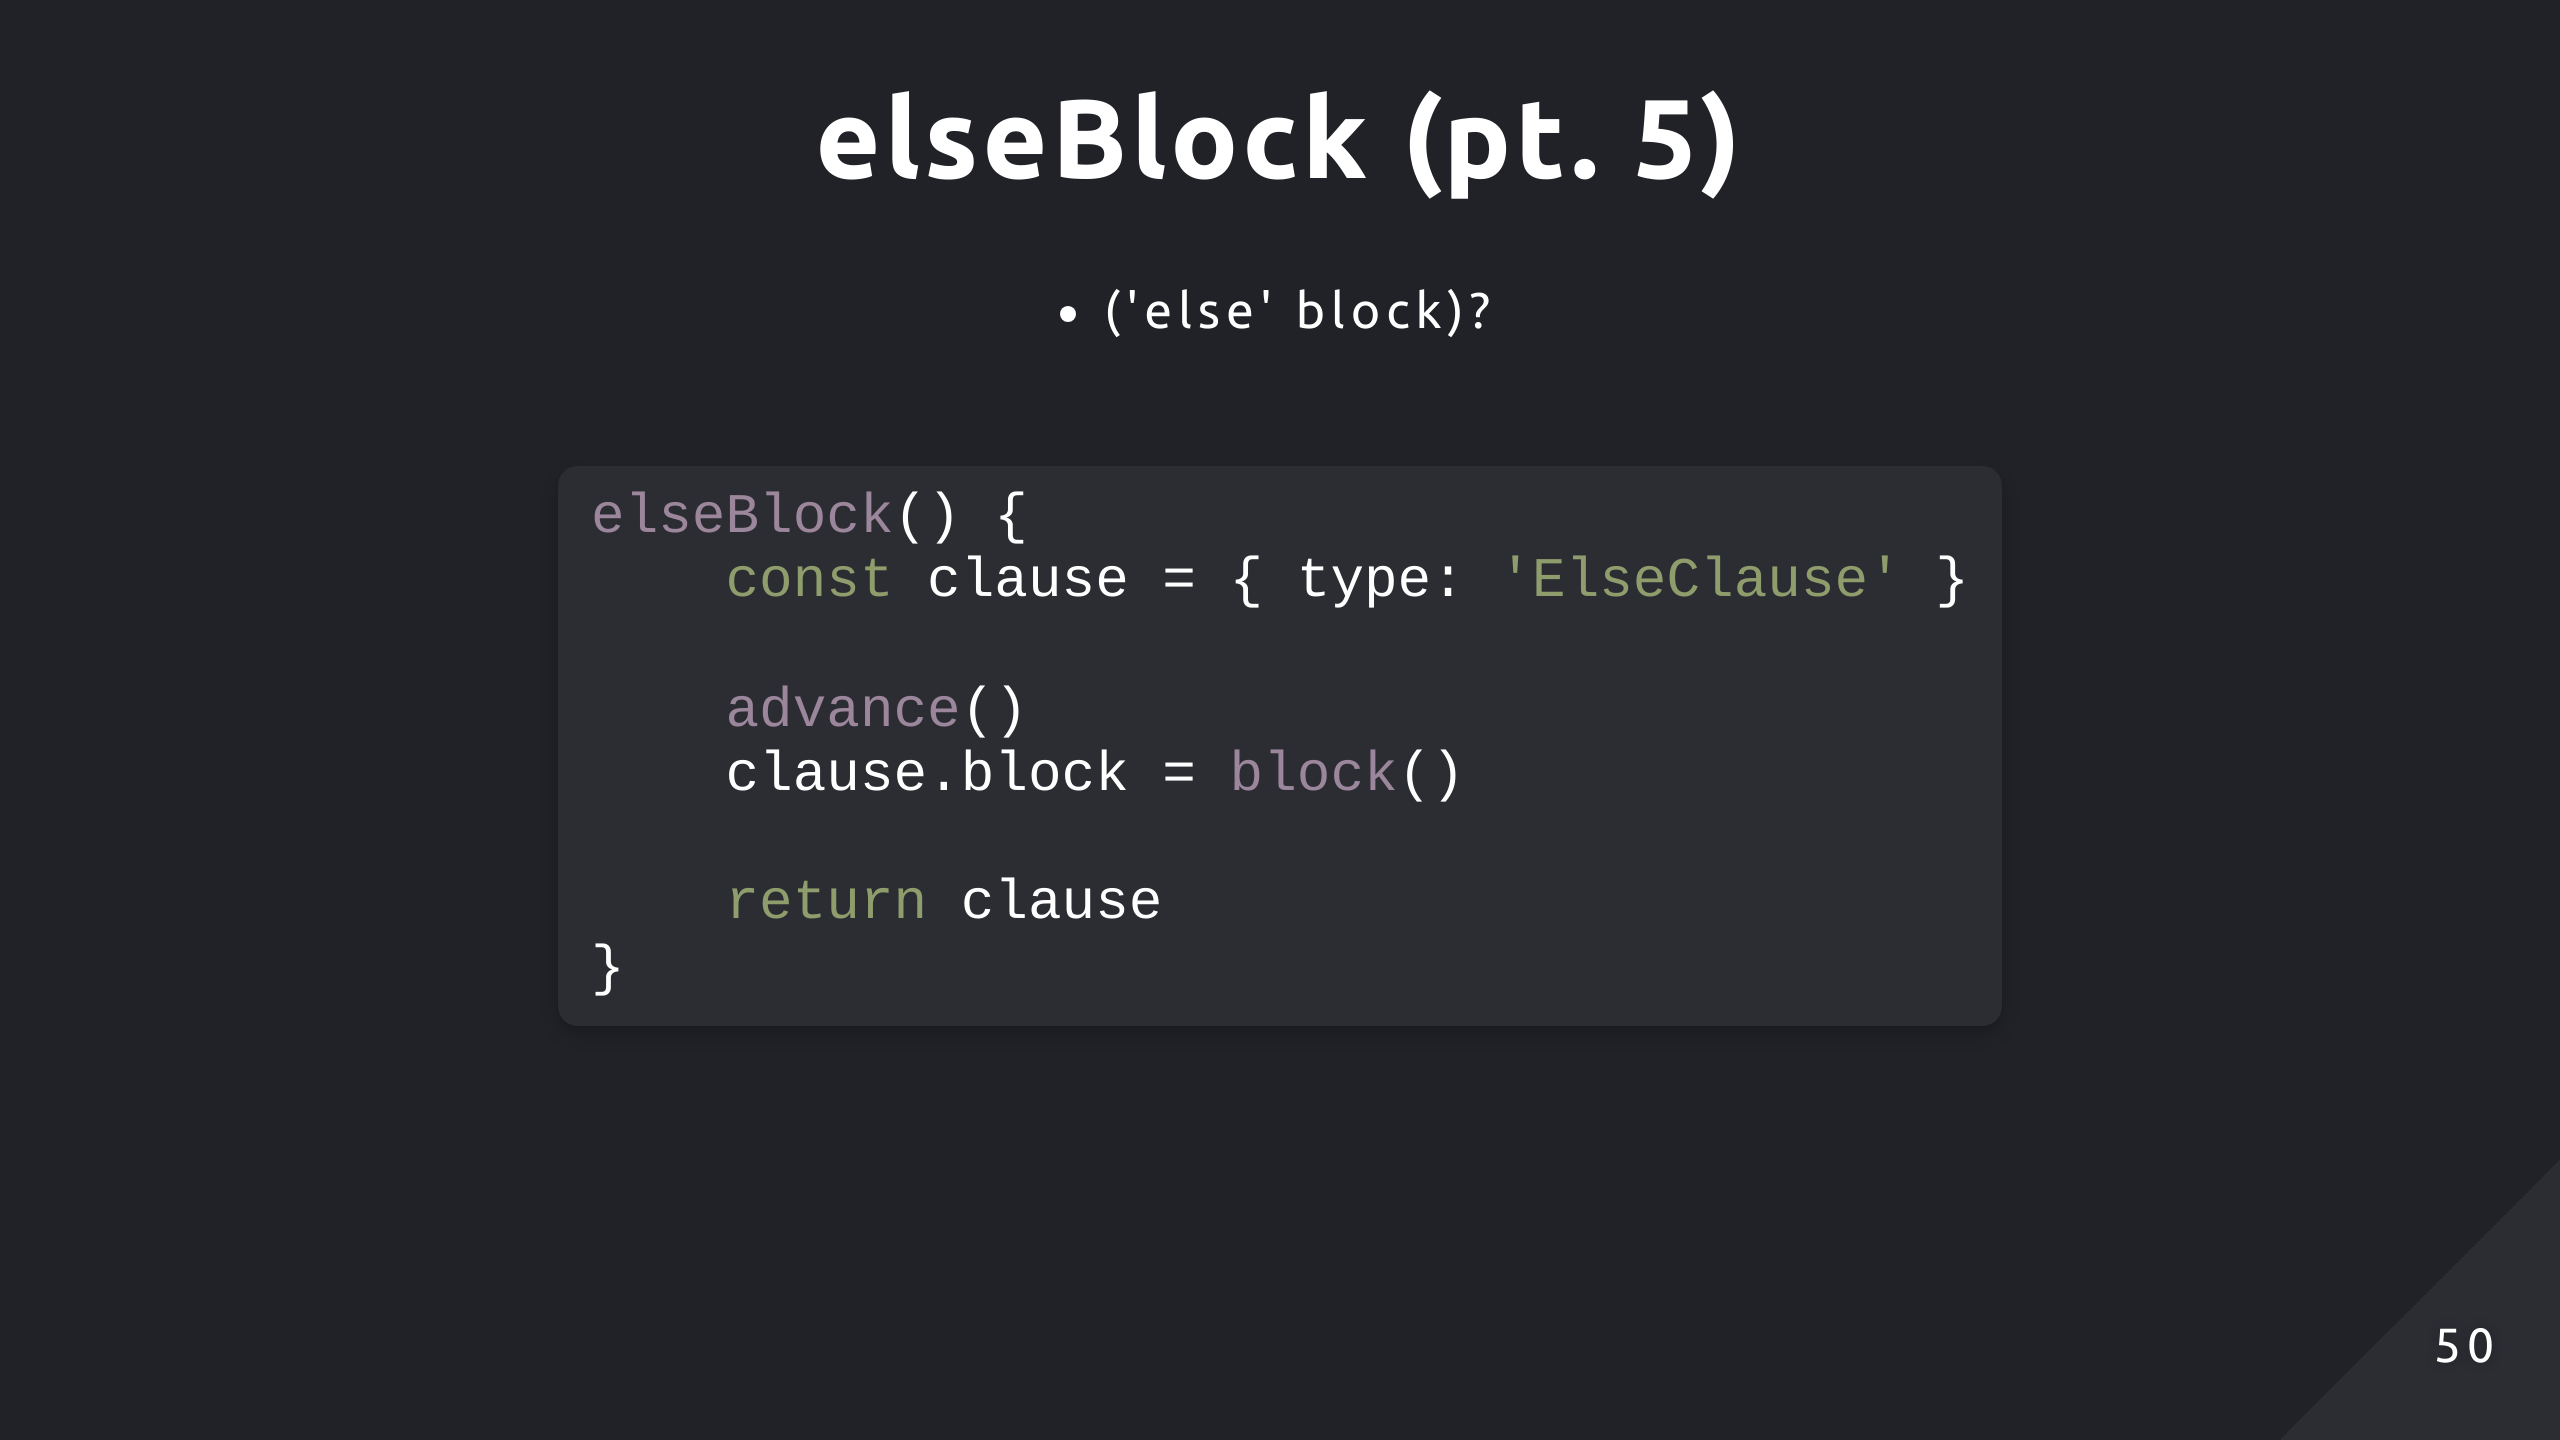 elseBlock (pt. 5)
• ('else' block)?
elseBlock() {
    const clause = { type: 'ElseClause' }
    advance()
    clause.block = block()
    return clause
}
50